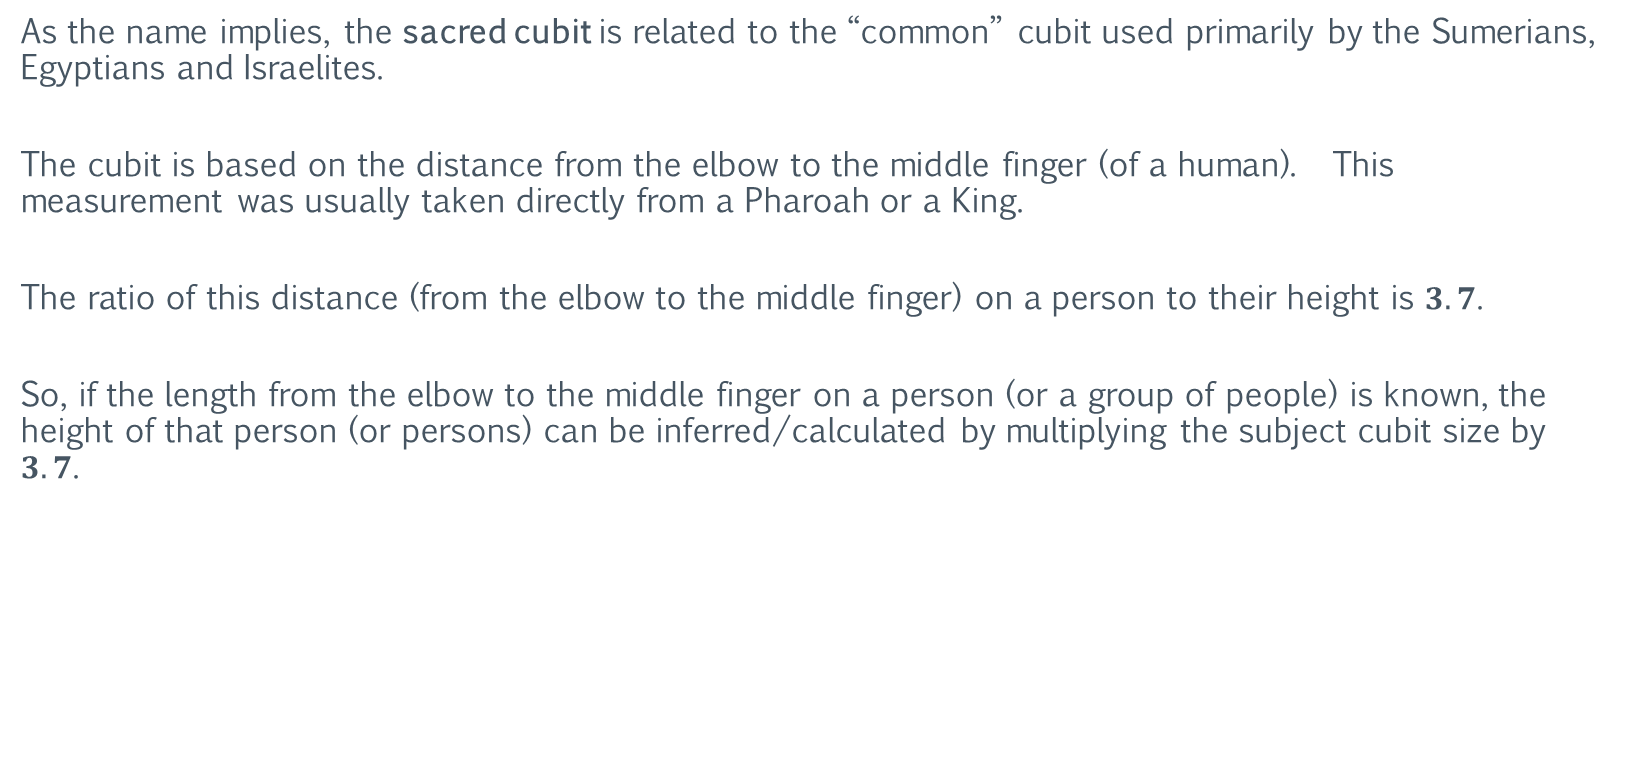 As the name implies, the sacred cubit is related to the “common” cubit used primarily by the Sumerians,
Egyptians and Israelites.
The cubit is based on the distance from the elbow to the middle finger (of a human). This
measurement was usually taken directly from a Pharoah or a King.
The ratio of this distance (from the elbow to the middle finger) on a person to their height is 3.7.
So, if the length from the elbow to the middle finger on a person (or a group of people) is known, the
height of that person (or persons) can be inferred/calculated by multiplying the subject cubit size by
3.7.